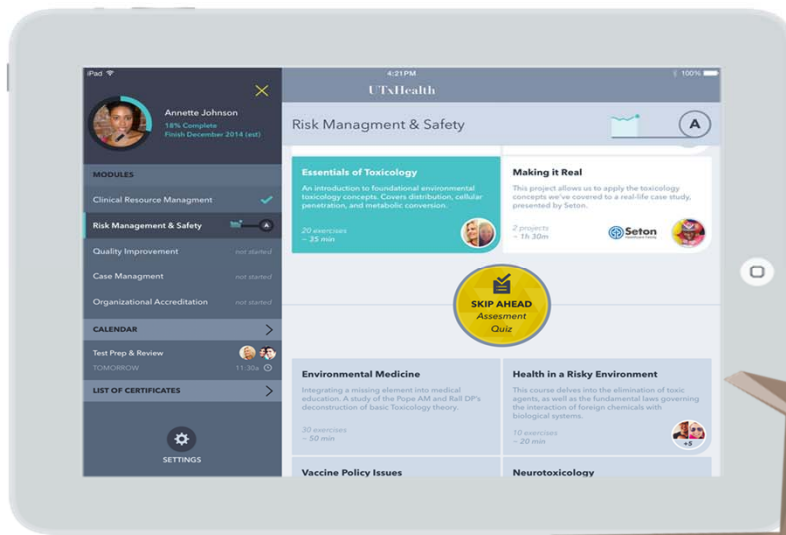 iPad
4:21PM
100%
UTxHealth
Annette Johnson
18% Complete
Finish December 2014 (est)
MODULES
Clinical Resource Managment
Risk Management & Safety
A
Quality Improvement
not started
Case Managment
not started
Organizational Accreditation
not started
CALENDAR
Test Prep & Review
TOMORROW
11:30a
LIST OF CERTIFICATES
SETTINGS
Risk Managment & Safety
A
Essentials of Toxicology
An introduction to foundational environmental
toxicology concepts. Covers distribution, cellular
penetration, and metabolic conversion.
20 exercises
~ 35 min
Making it Real
This project allows us to apply the toxicology
concepts we've covered to a real-life case study,
presented by Seton.
2 projects
~ 1h 30m
Seton
SKIP AHEAD
Assesment
Quiz
Environmental Medicine
Integrating a missing element into medical
education. A study of the Pope AM and Rall DP's
deconstruction of basic Toxicology theory.
30 exercises
~ 50 min
Health in a Risky Environment
This course delves into the elimination of toxic
agents, as well as the fundamental laws governing
the interaction of foreign chemicals with
biological systems.
10 exercises
~ 20 min
+5
Vaccine Policy Issues
Neurotoxicology